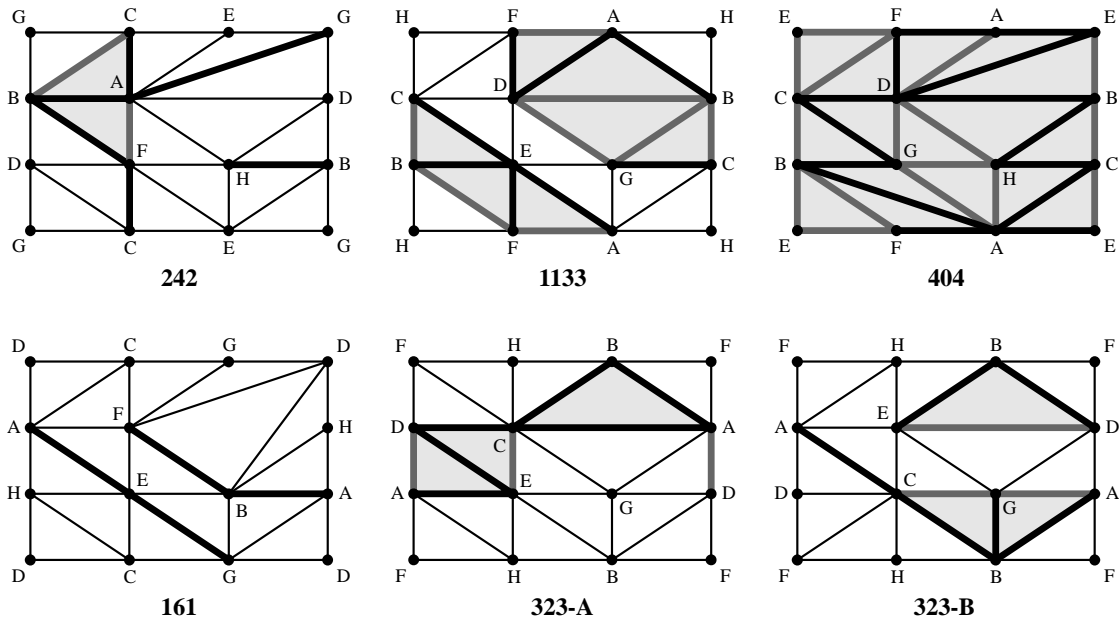 G C E G H F A H E F A E
A D D
B D C B C B
F E G
D B B C B C
H G H
G C E G H F A H E F A E
242 1133 404
D C G D F H B F F H B F
F E
A H D C A A D
E E C
H A A D D A
B G G
D C G D F H B F F H B F
161 323-A 323-B